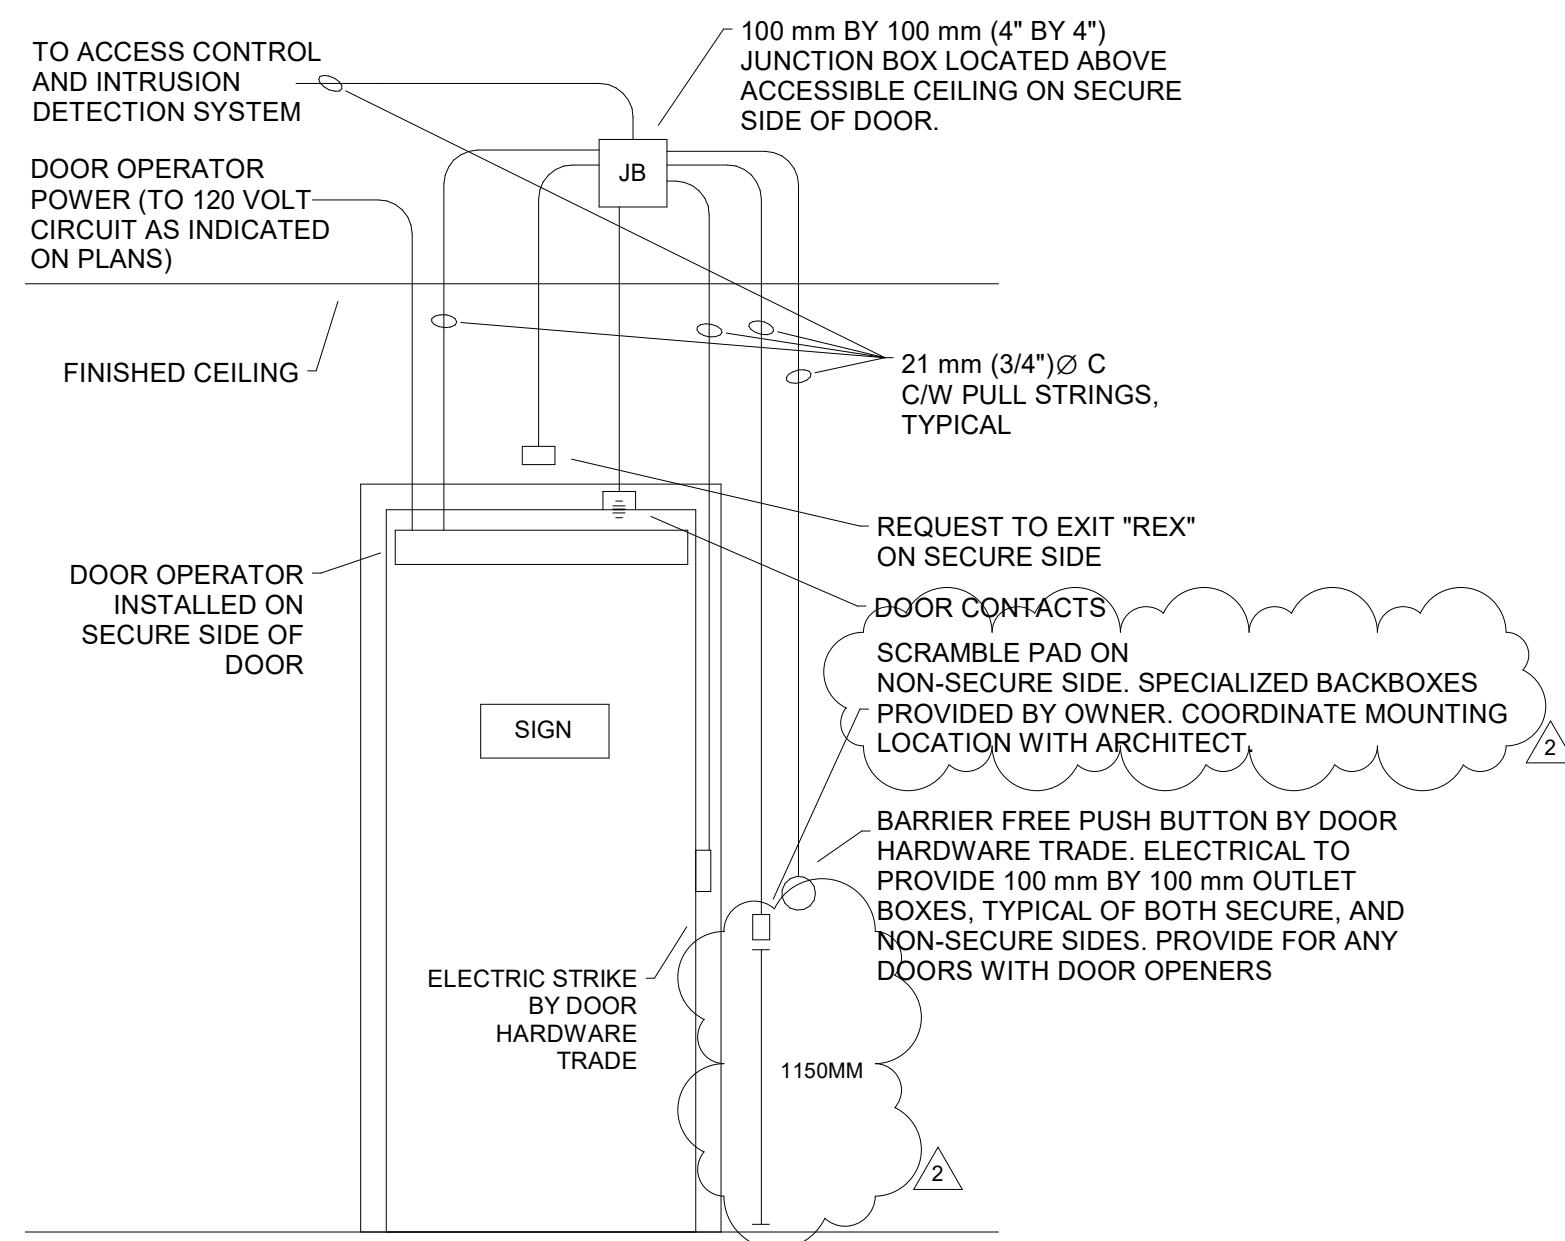 TO ACCESS CONTROL
AND INTRUSION
DETECTION SYSTEM
100 mm BY 100 mm (4" BY 4")
JUNCTION BOX LOCATED ABOVE
ACCESSIBLE CEILING ON SECURE
SIDE OF DOOR.
JB
DOOR OPERATOR
POWER (TO 120 VOLT
CIRCUIT AS INDICATED
ON PLANS)
FINISHED CEILING
21 mm (3/4")Ø C
C/W PULL STRINGS,
TYPICAL
REQUEST TO EXIT "REX"
ON SECURE SIDE
DOOR OPERATOR
INSTALLED ON
SECURE SIDE OF
DOOR
DOOR CONTACTS
SCRAMBLE PAD ON
NON-SECURE SIDE. SPECIALIZED BACKBOXES
PROVIDED BY OWNER. COORDINATE MOUNTING
LOCATION WITH ARCHITECT.
2
SIGN
BARRIER FREE PUSH BUTTON BY DOOR
HARDWARE TRADE. ELECTRICAL TO
PROVIDE 100 mm BY 100 mm OUTLET
BOXES, TYPICAL OF BOTH SECURE, AND
NON-SECURE SIDES. PROVIDE FOR ANY
DOORS WITH DOOR OPENERS
ELECTRIC STRIKE
BY DOOR
HARDWARE
TRADE
1150MM
2